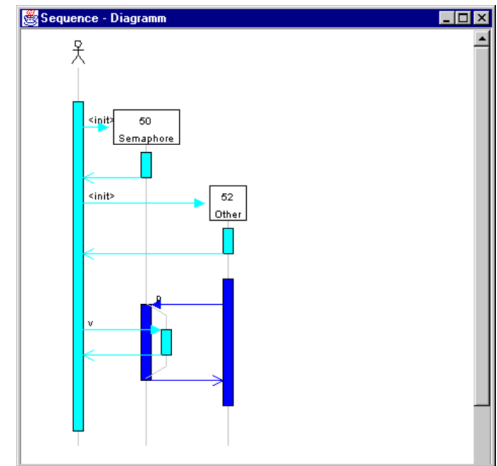 Sequence - Diagramm
<init>
50
Semaphore
<init>
52
Other
p
v